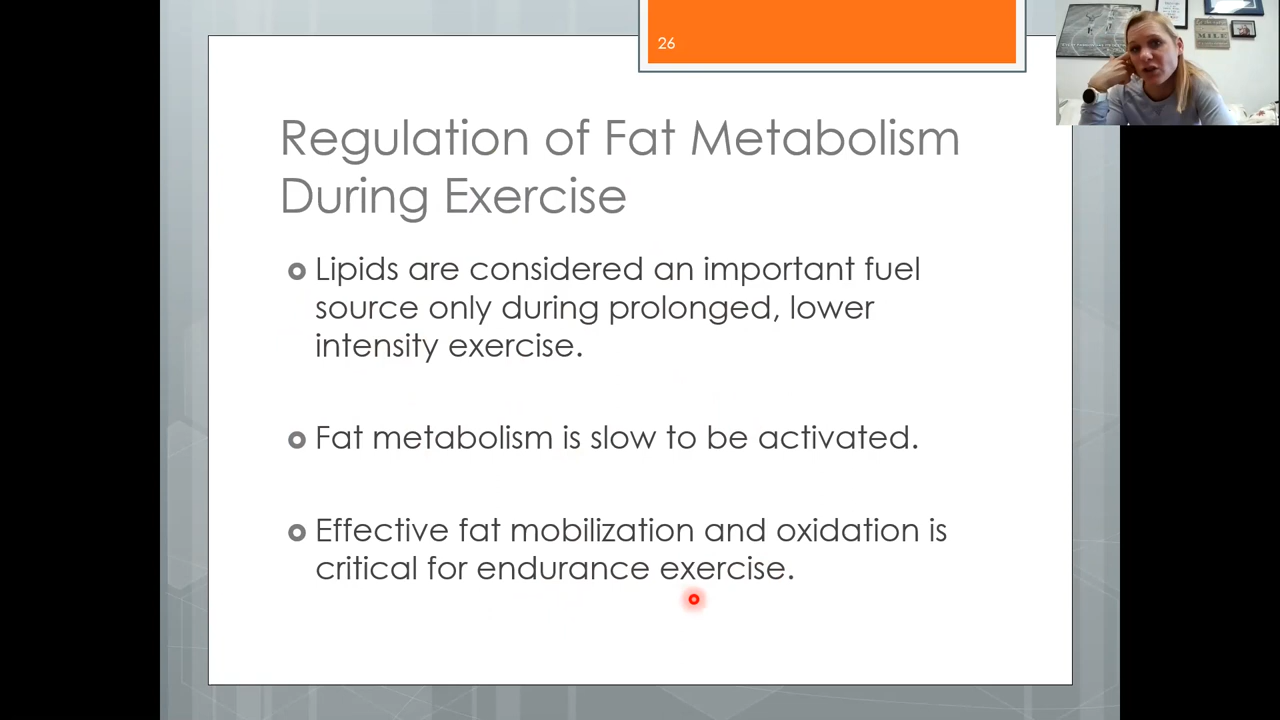 26
Regulation of Fat Metabolism
During Exercise
Lipids are considered an important fuel
source only during prolonged, lower
intensity exercise.
Fat metabolism is slow to be activated.
Effective fat mobilization and oxidation is
critical for endurance exercise.